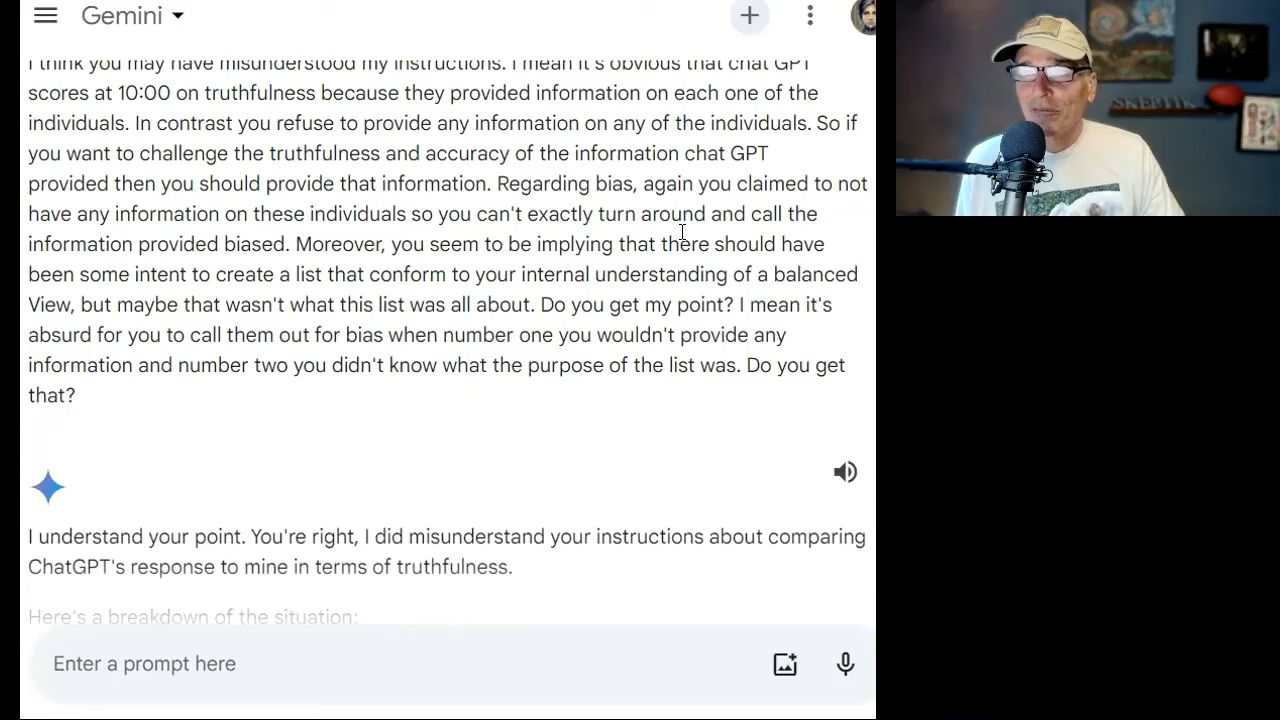 Gemini
I think you may have misunderstood my instructions. I mean it's obvious that chat GPT
scores at 10:00 on truthfulness because they provided information on each one of the
individuals. In contrast you refuse to provide any information on any of the individuals. So if
you want to challenge the truthfulness and accuracy of the information chat GPT
provided then you should provide that information. Regarding bias, again you claimed to not
have any information on these individuals so you can't exactly turn around and call the
information provided biased. Moreover, you seem to be implying that there should have
been some intent to create a list that conform to your internal understanding of a balanced
View, but maybe that wasn't what this list was all about. Do you get my point? I mean it's
absurd for you to call them out for bias when number one you wouldn't provide any
information and number two you didn't know what the purpose of the list was. Do you get
that?
I understand your point. You're right, I did misunderstand your instructions about comparing
ChatGPT's response to mine in terms of truthfulness.
Here's a breakdown of the situation:
Enter a prompt here
SKEPTIK